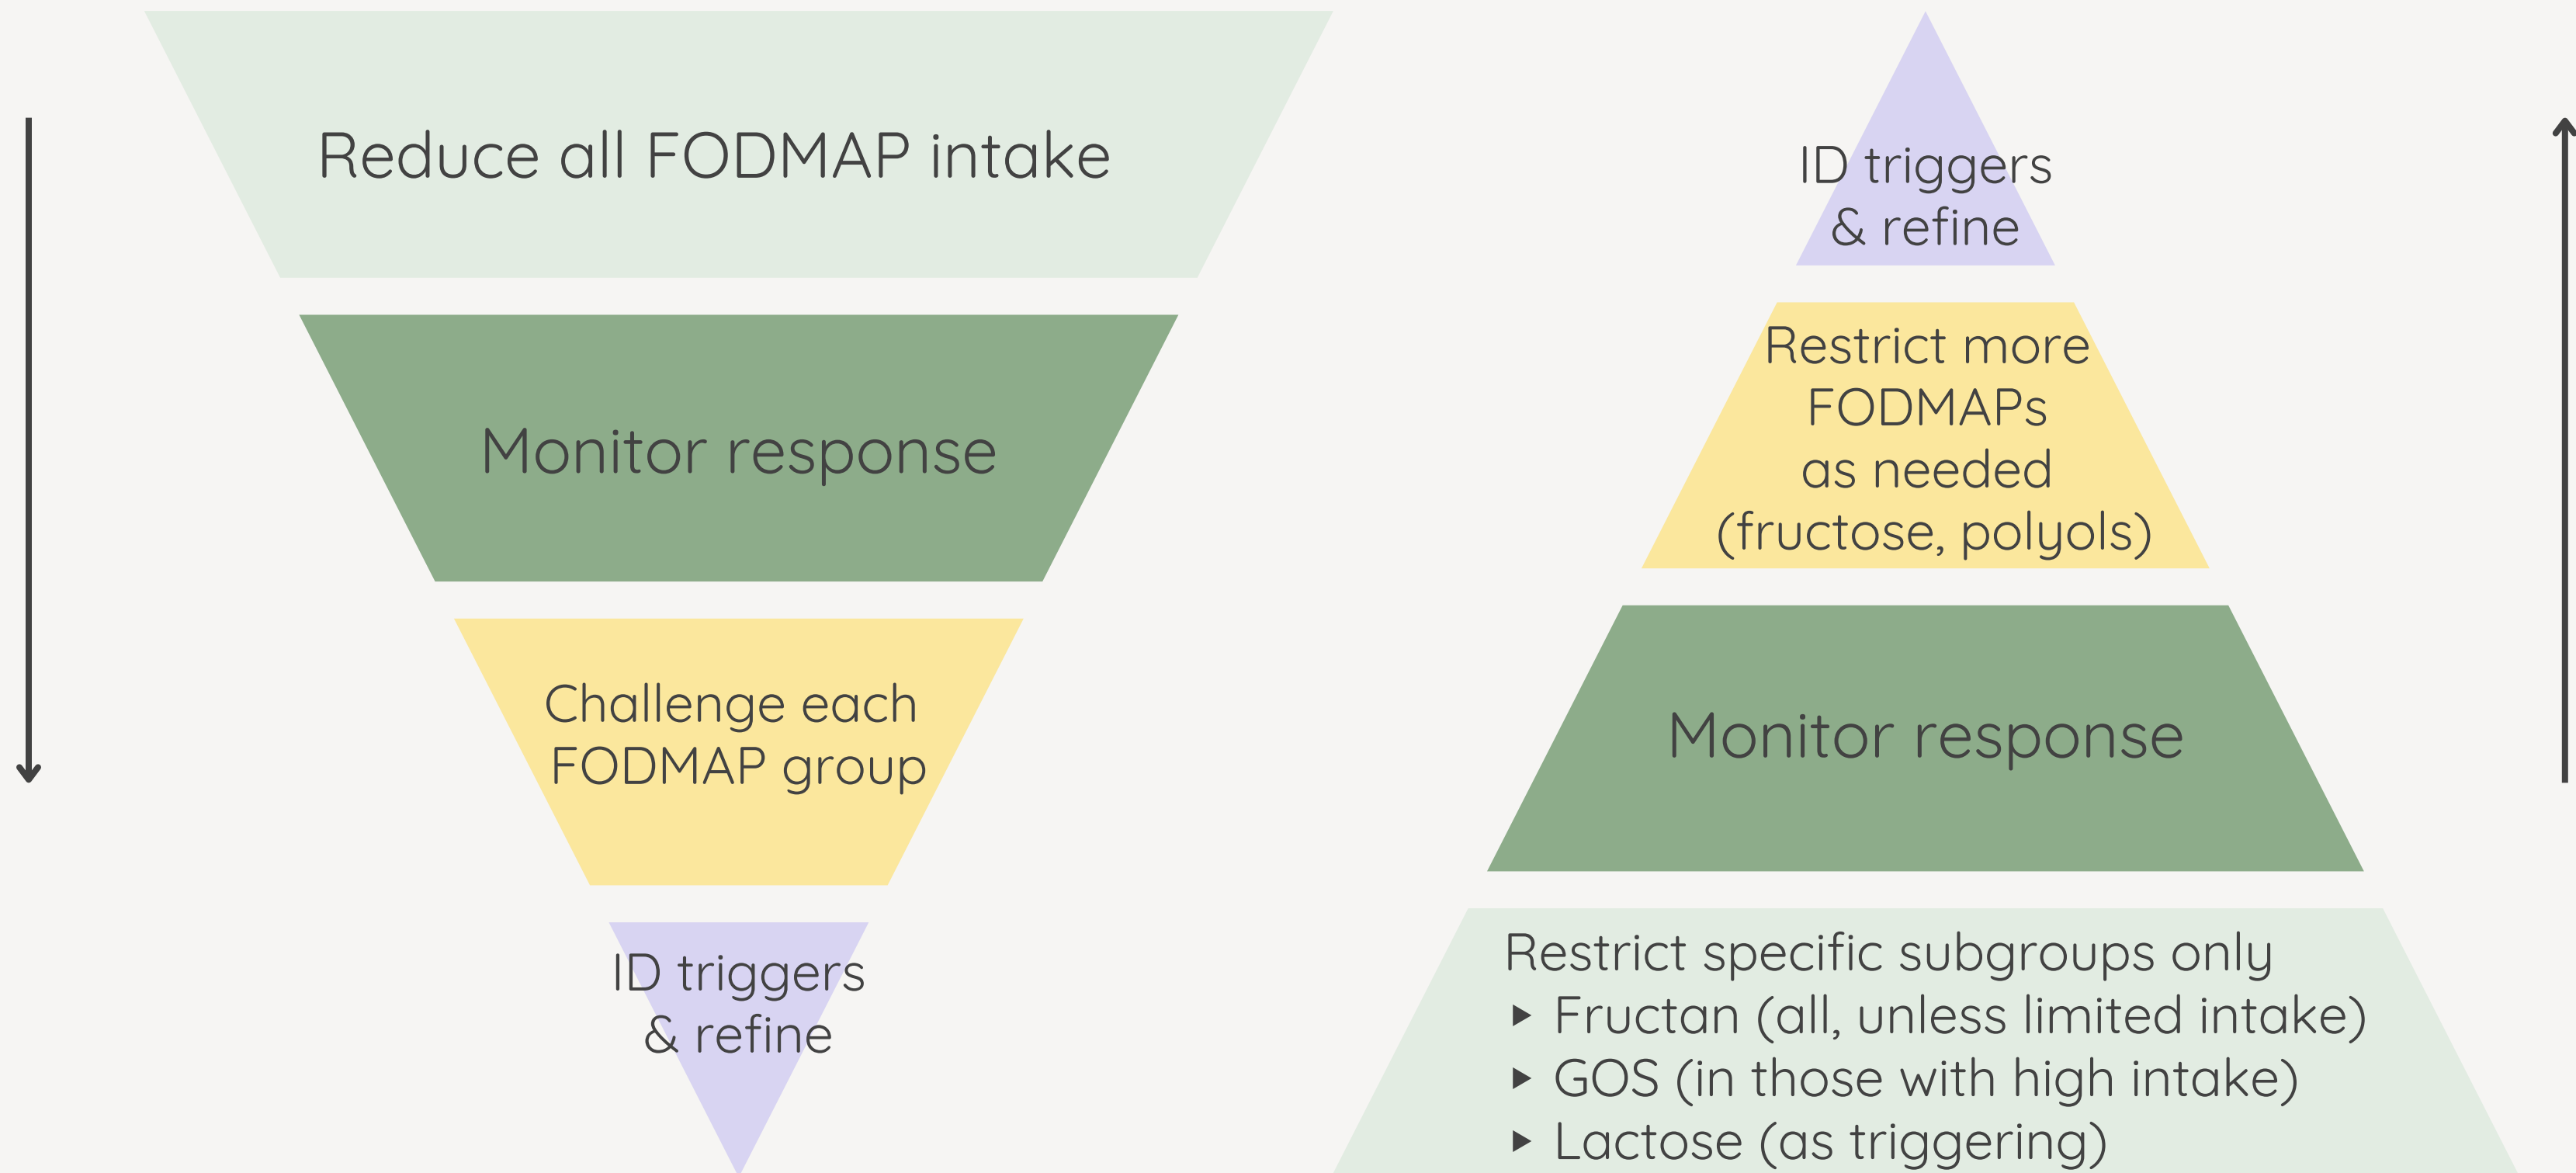 Reduce all FODMAP intake
Monitor response
Challenge each
FODMAP group
ID triggers
& refine
ID triggers
& refine
Restrict more
FODMAPs
as needed
(fructose, polyols)
Monitor response
Restrict specific subgroups only
▸ Fructan (all, unless limited intake)
▸ GOS (in those with high intake)
▸ Lactose (as triggering)